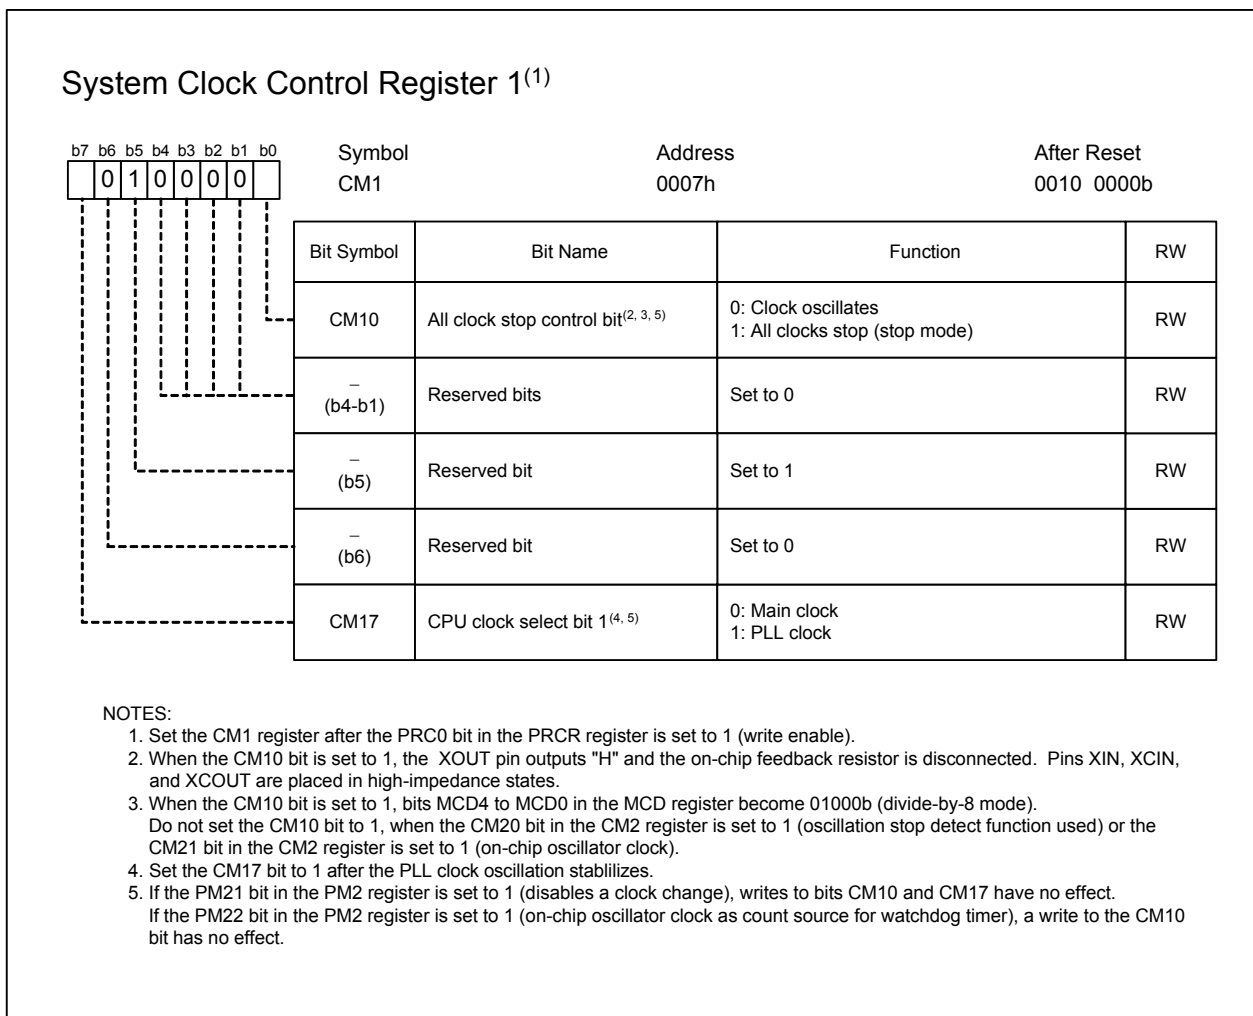 System Clock Control Register 1(1)
b7 b6 b5 b4 b3 b2 b1 b0
0 1 0 0 0 0
Symbol Address After Reset
CM1 0007h 0010 0000b
Bit Symbol Bit Name Function RW
CM10 All clock stop control bit(2, 3, 5) 0: Clock oscillates RW
1: All clocks stop (stop mode)
–
(b4-b1) Reserved bits Set to 0 RW
–
(b5) Reserved bit Set to 1 RW
–
(b6) Reserved bit Set to 0 RW
CM17 CPU clock select bit 1(4, 5) 0: Main clock RW
1: PLL clock
NOTES:
1. Set the CM1 register after the PRC0 bit in the PRCR register is set to 1 (write enable).
2. When the CM10 bit is set to 1, the XOUT pin outputs "H" and the on-chip feedback resistor is disconnected. Pins XIN, XCIN,
and XCOUT are placed in high-impedance states.
3. When the CM10 bit is set to 1, bits MCD4 to MCD0 in the MCD register become 01000b (divide-by-8 mode).
Do not set the CM10 bit to 1, when the CM20 bit in the CM2 register is set to 1 (oscillation stop detect function used) or the
CM21 bit in the CM2 register is set to 1 (on-chip oscillator clock).
4. Set the CM17 bit to 1 after the PLL clock oscillation stablilizes.
5. If the PM21 bit in the PM2 register is set to 1 (disables a clock change), writes to bits CM10 and CM17 have no effect.
If the PM22 bit in the PM2 register is set to 1 (on-chip oscillator clock as count source for watchdog timer), a write to the CM10
bit has no effect.